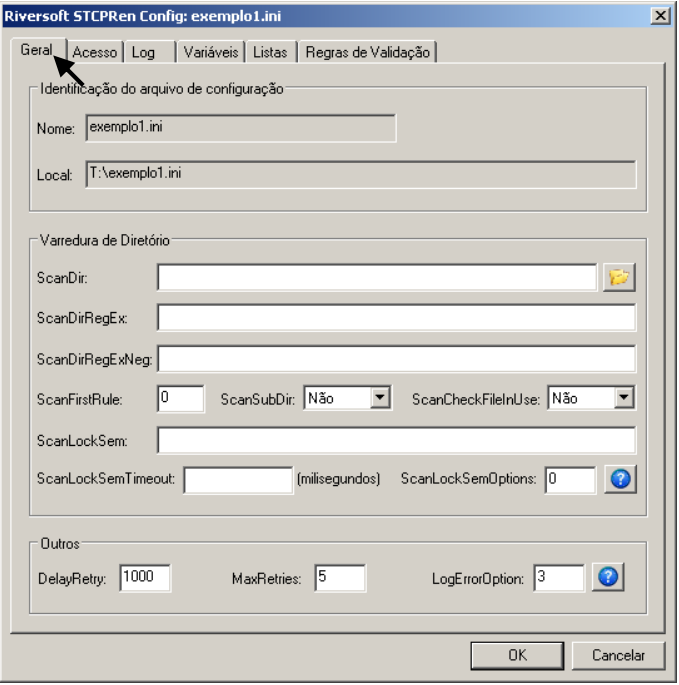 Riversoft STCPRen Config: exemplo1.ini
Geral Acesso Log Variáveis Listas Regras de Validação
Identificação do arquivo de configuração
Nome: exemplo1.ini
Local: T:\exemplo1.ini
Varredura de Diretório
ScanDir:
ScanDirRegEx:
ScanDirRegExNeg:
ScanFirstRule: 0 ScanSubDir: Não ScanCheckFileInUse: Não
ScanLockSem:
ScanLockSemTimeout: (milisegundos) ScanLockSemOptions: 0 ?
Outros
DelayRetry: 1000 MaxRetries: 5 LogErrorOption: 3 ?
OK Cancelar